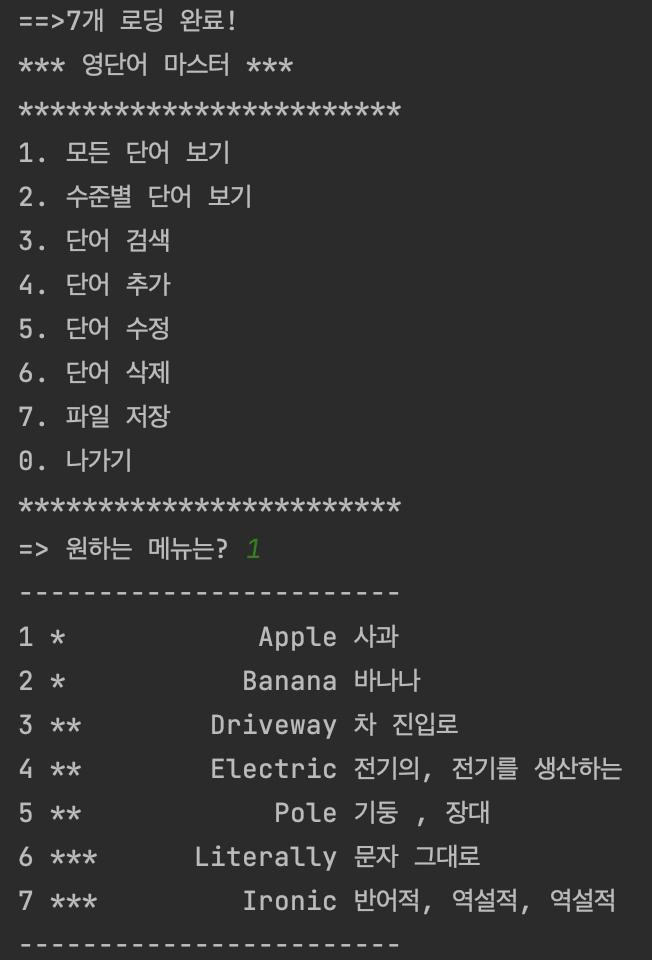 ==>7개 로딩 완료!
*** 영단어 마스터 ***
************************
1. 모든 단어 보기
2. 수준별 단어 보기
3. 단어 검색
4. 단어 추가
5. 단어 수정
6. 단어 삭제
7. 파일 저장
0. 나가기
************************
=> 원하는 메뉴는? 1
------------------------
1 *            Apple 사과
2 *           Banana 바나나
3 **        Driveway 차 진입로
4 **        Electric 전기의, 전기를 생산하는
5 **            Pole 기둥 , 장대
6 ***      Literally 문자 그대로
7 ***         Ironic 반어적, 역설적, 역설적
------------------------